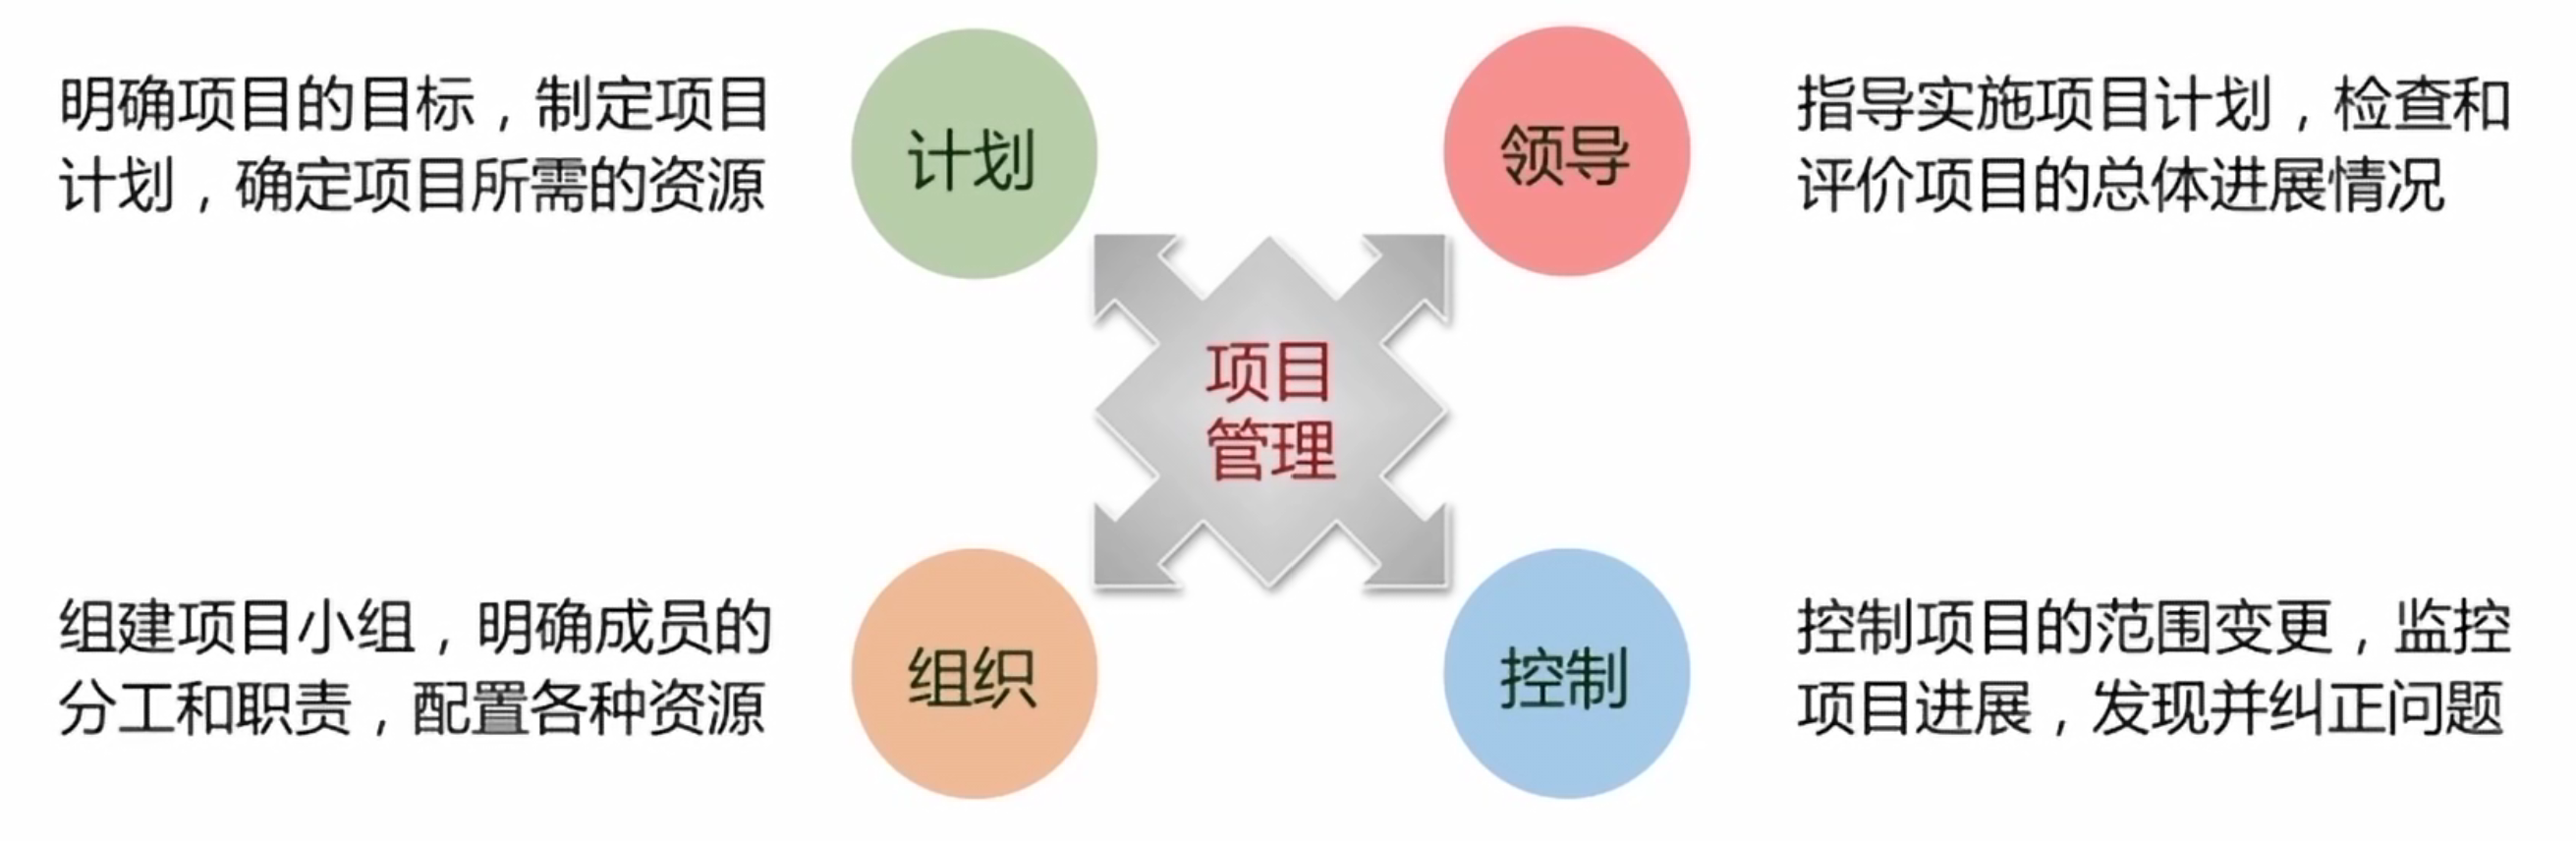 明确项目的目标，制定项目
计划，确定项目所需的资源
计划
领导
指导实施项目计划，检查和
评价项目的总体进展情况
项目
管理
组建项目小组，明确成员的
分工和职责，配置各种资源
组织
控制
控制项目的范围变更，监控
项目进展，发现并纠正问题